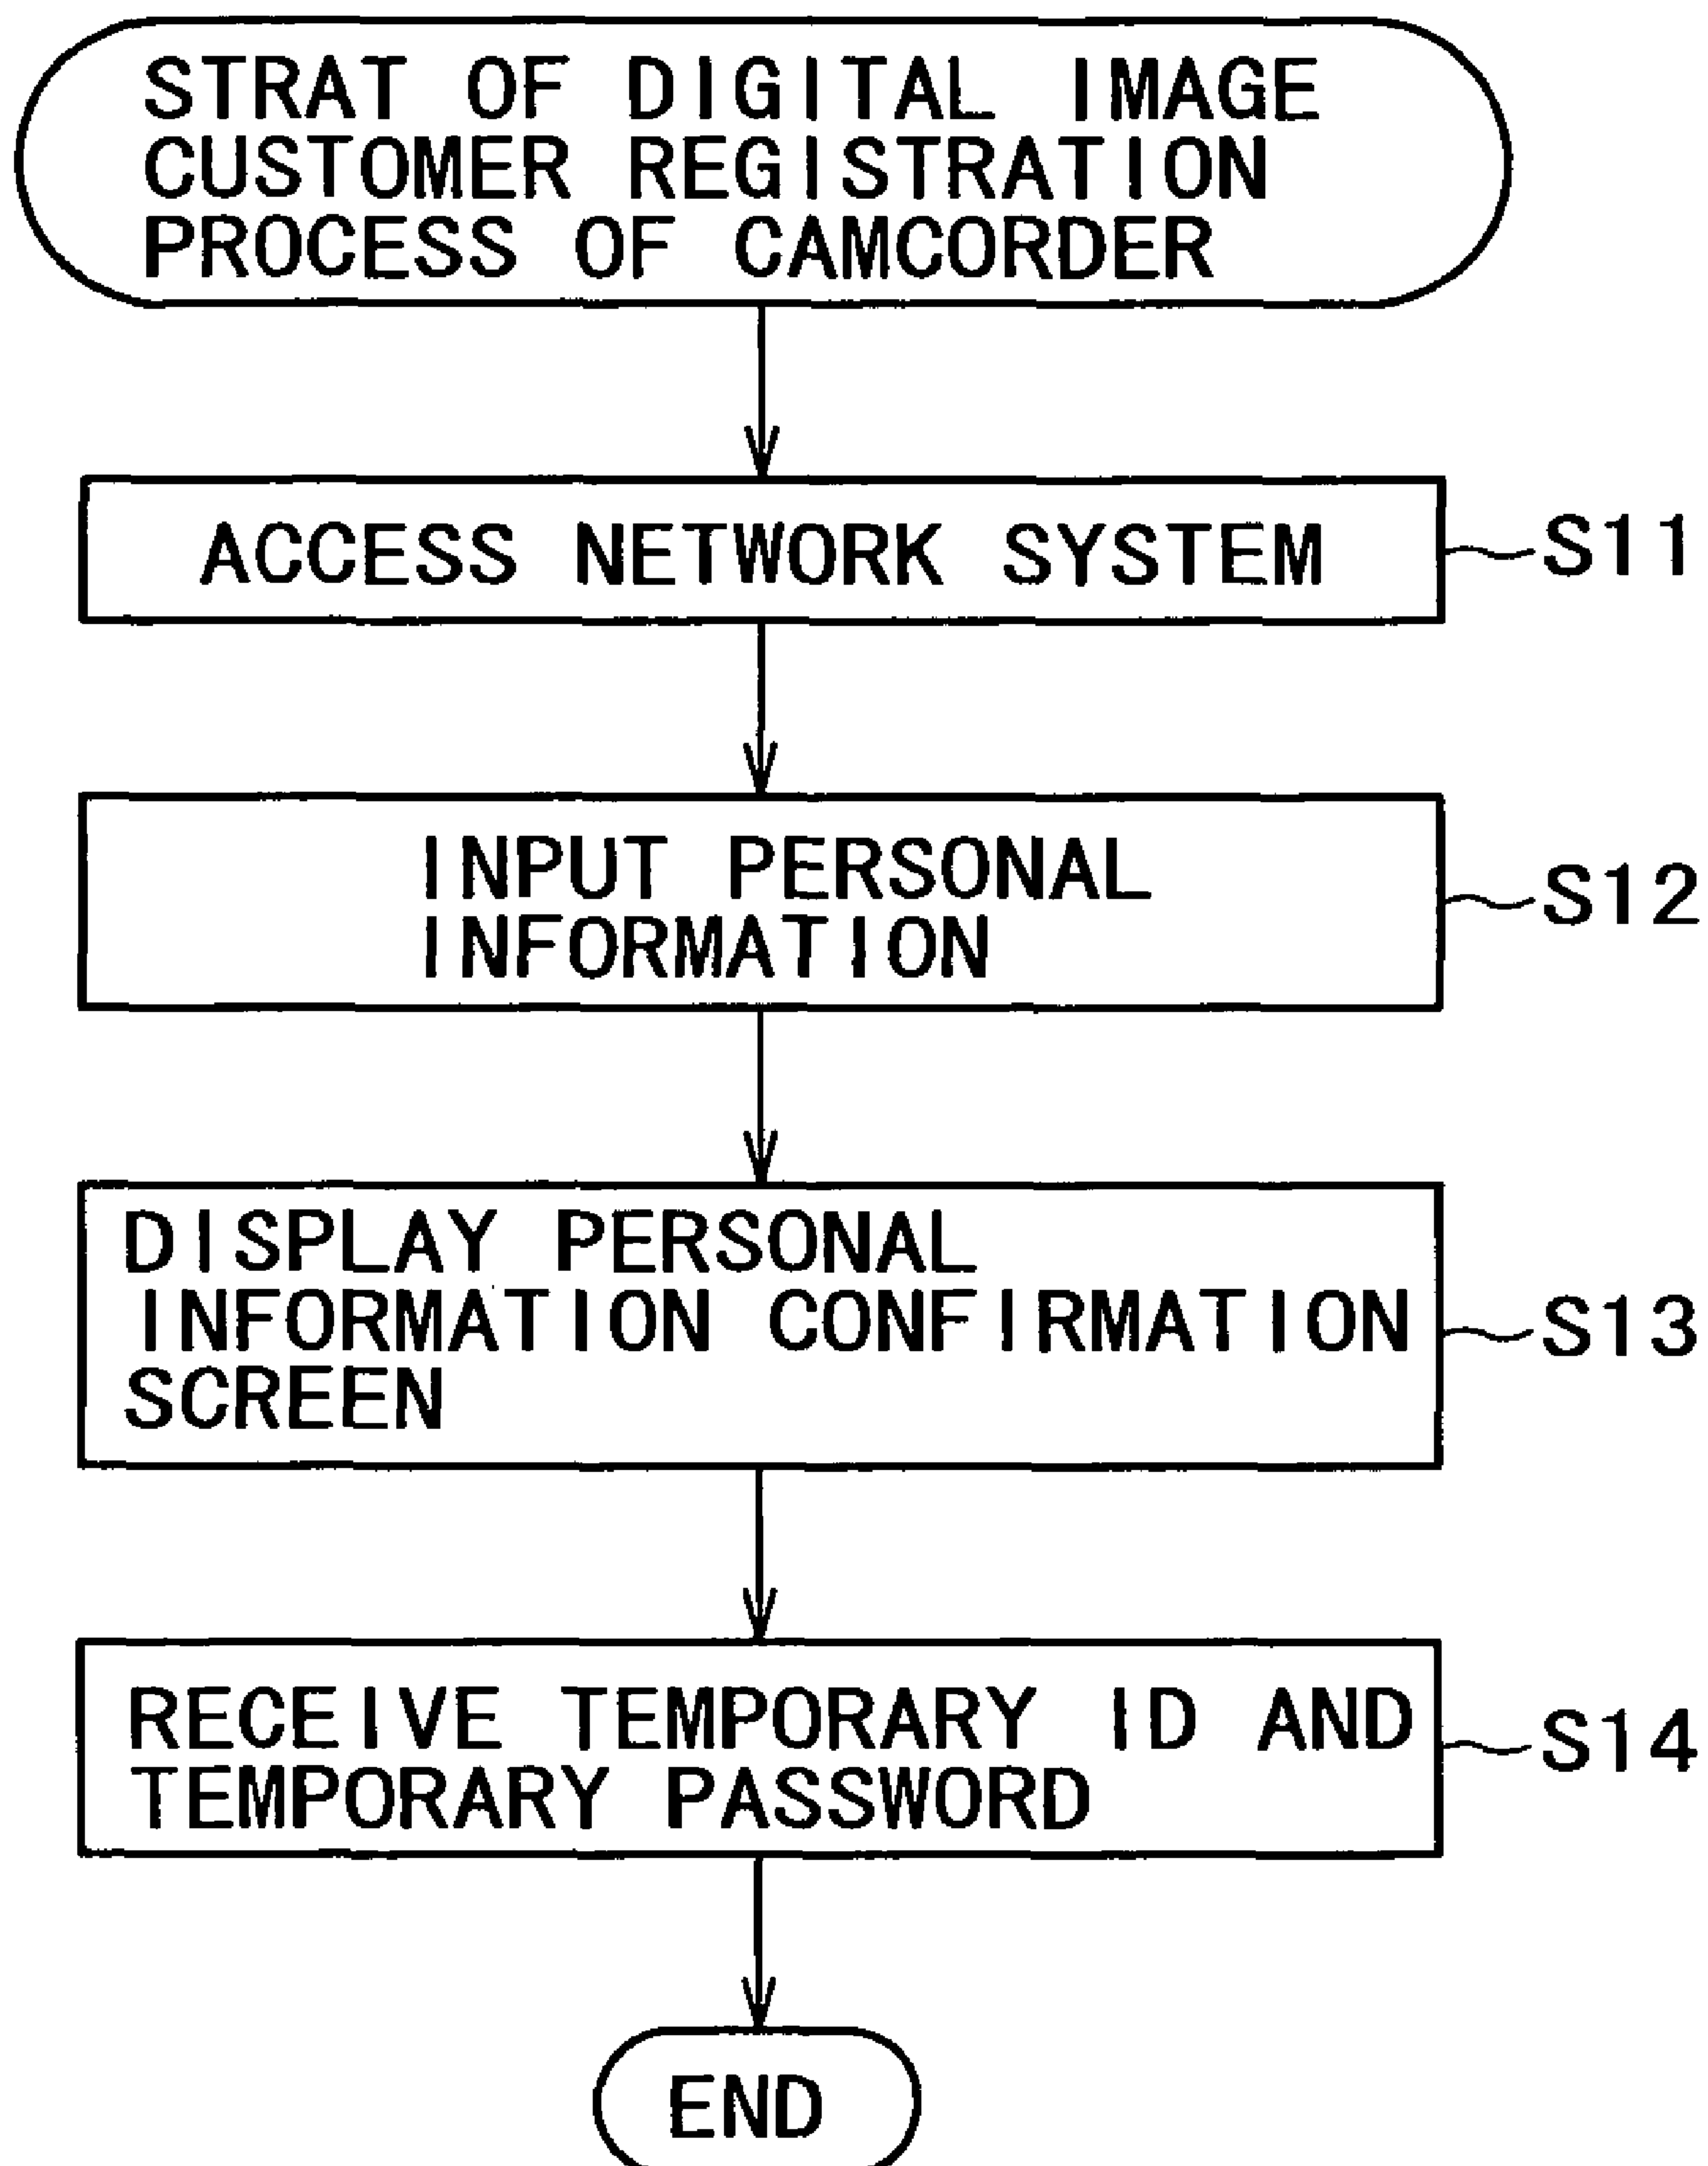 STRAT OF DIGITAL IMAGE
CUSTOMER REGISTRATION
PROCESS OF CAMCORDER
ACCESS NETWORK SYSTEM
S11
INPUT PERSONAL
INFORMATION
S12
DISPLAY PERSONAL
INFORMATION CONFIRMATION
SCREEN
S13
RECEIVE TEMPORARY ID AND
TEMPORARY PASSWORD
S14
END